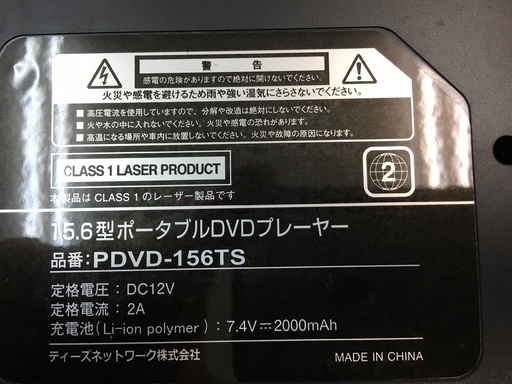 警 告
感電の危険がありますので絶対に開けないでください。
火災や感電を避けるため雨や強い湿気にさらさないでください。
■ 高圧電流を使用していますので、分解や改造は絶対にしないでください。
■ 火や水の中に入れないでください。火災や感電の恐れがあります。
■ 高温になる場所や車内に放置しないでください。火災や故障の原因になります。
CLASS 1 LASER PRODUCT
2
本製品は CLASS 1 のレーザー製品です
15.6型ポータブルDVDプレーヤー
品番:PDVD-156TS
定格電圧:DC12V
定格電流:2A
充電池(Li-ion polymer):7.4V⎓2000mAh
ティーズネットワーク株式会社
MADE IN CHINA